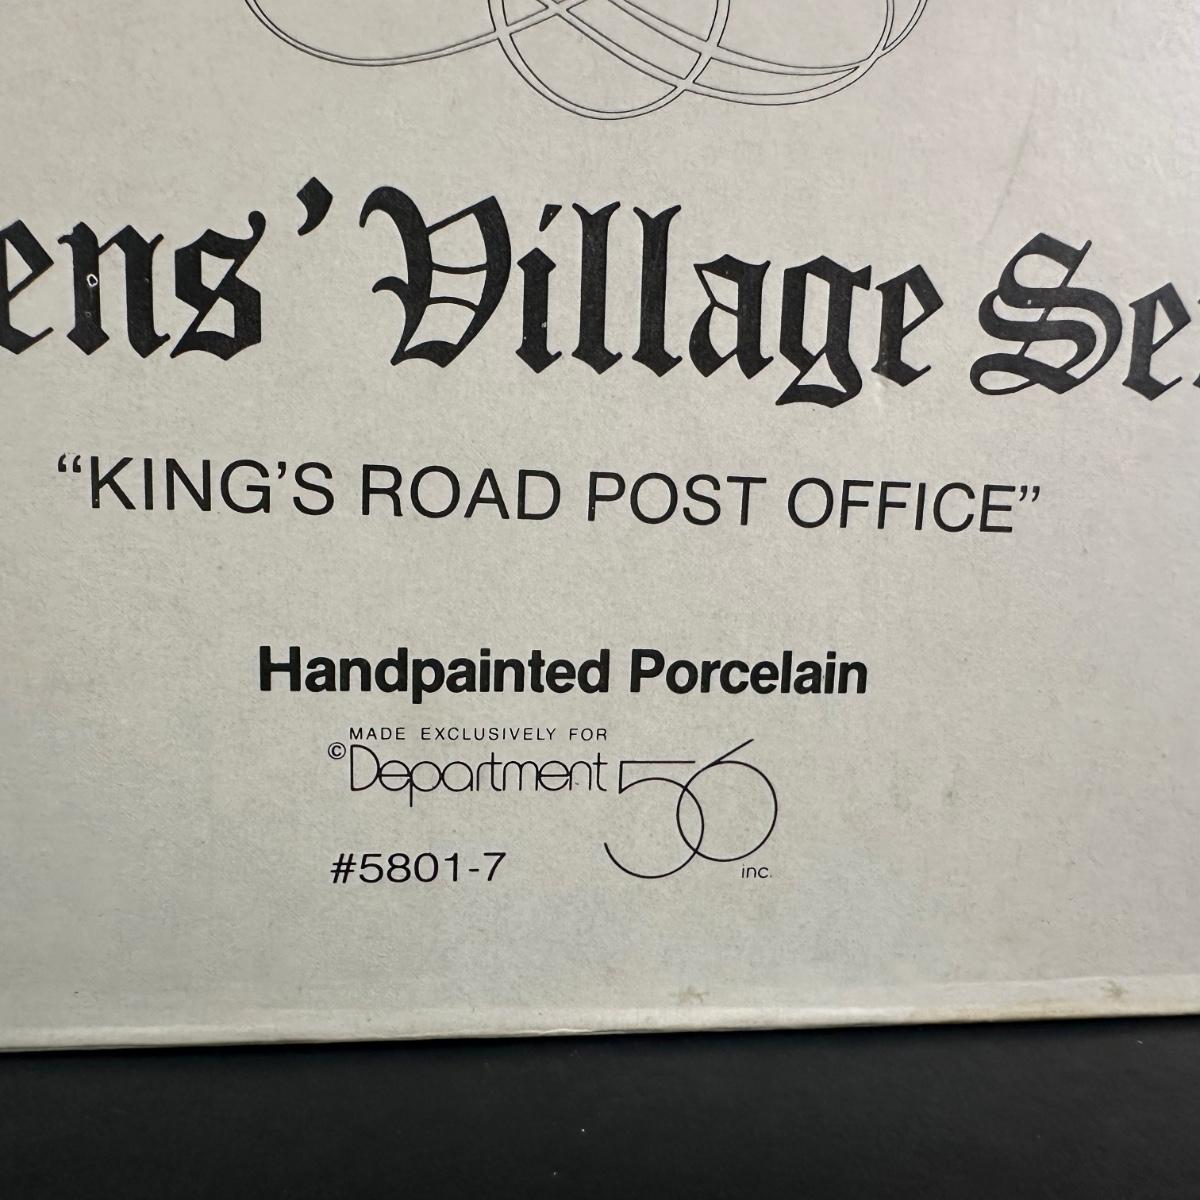 ens' Village Se
"KING'S ROAD POST OFFICE"
Handpainted Porcelain
MADE EXCLUSIVELY FOR
©Department 56
inc.
#5801-7